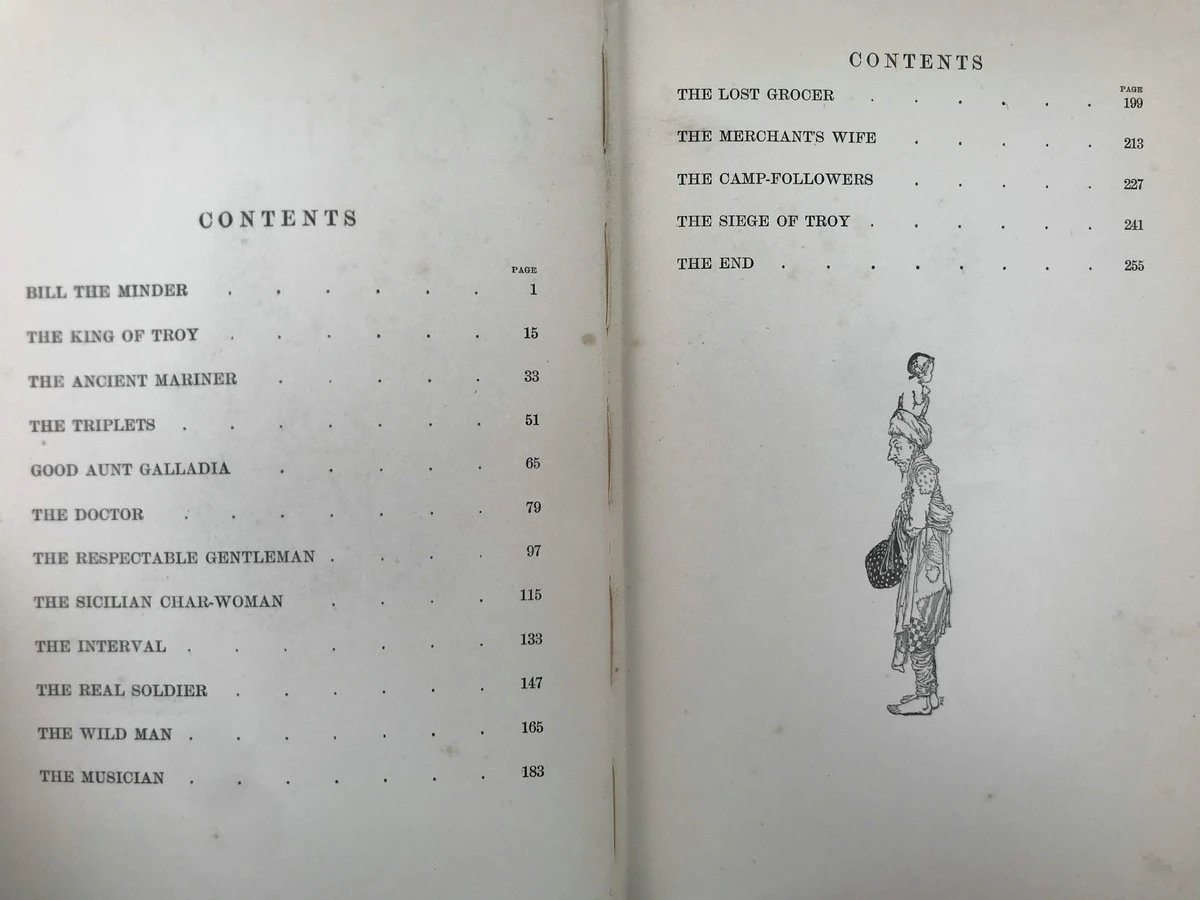 CONTENTS
PAGE
BILL THE MINDER . . . . . . 1
THE KING OF TROY . . . . . . 15
THE ANCIENT MARINER . . . . . 33
THE TRIPLETS . . . . . . . 51
GOOD AUNT GALLADIA . . . . . 65
THE DOCTOR . . . . . . . 79
THE RESPECTABLE GENTLEMAN . . . . 97
THE SICILIAN CHAR-WOMAN . . . . 115
THE INTERVAL . . . . . . . 133
THE REAL SOLDIER . . . . . . 147
THE WILD MAN . . . . . . . 165
THE MUSICIAN . . . . . . . 183
CONTENTS
PAGE
THE LOST GROCER . . . . . . 199
THE MERCHANT'S WIFE . . . . . 213
THE CAMP-FOLLOWERS . . . . . 227
THE SIEGE OF TROY . . . . . . 241
THE END . . . . . . . . 255